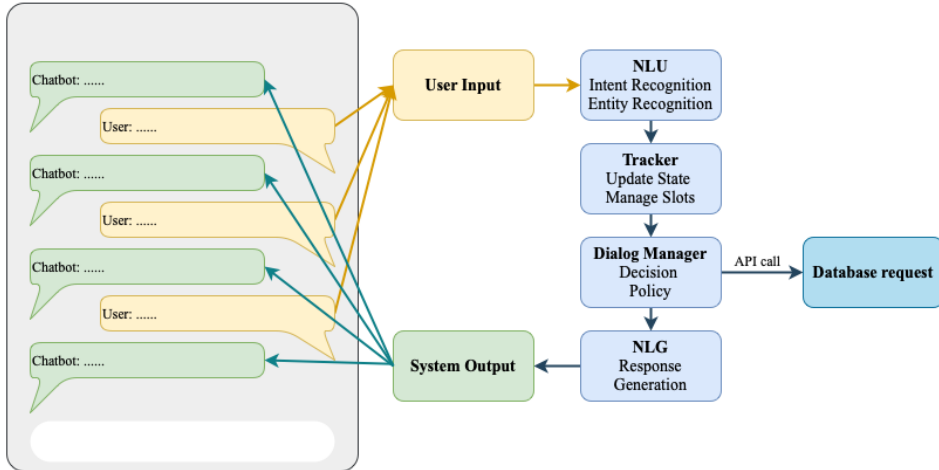 Chatbot: ......
User: ......
Chatbot: ......
User: ......
Chatbot: ......
User: ......
Chatbot: ......
User Input
System Output
NLU
Intent Recognition
Entity Recognition
Tracker
Update State
Manage Slots
Dialog Manager
Decision
Policy
NLG
Response
Generation
API call
Database request